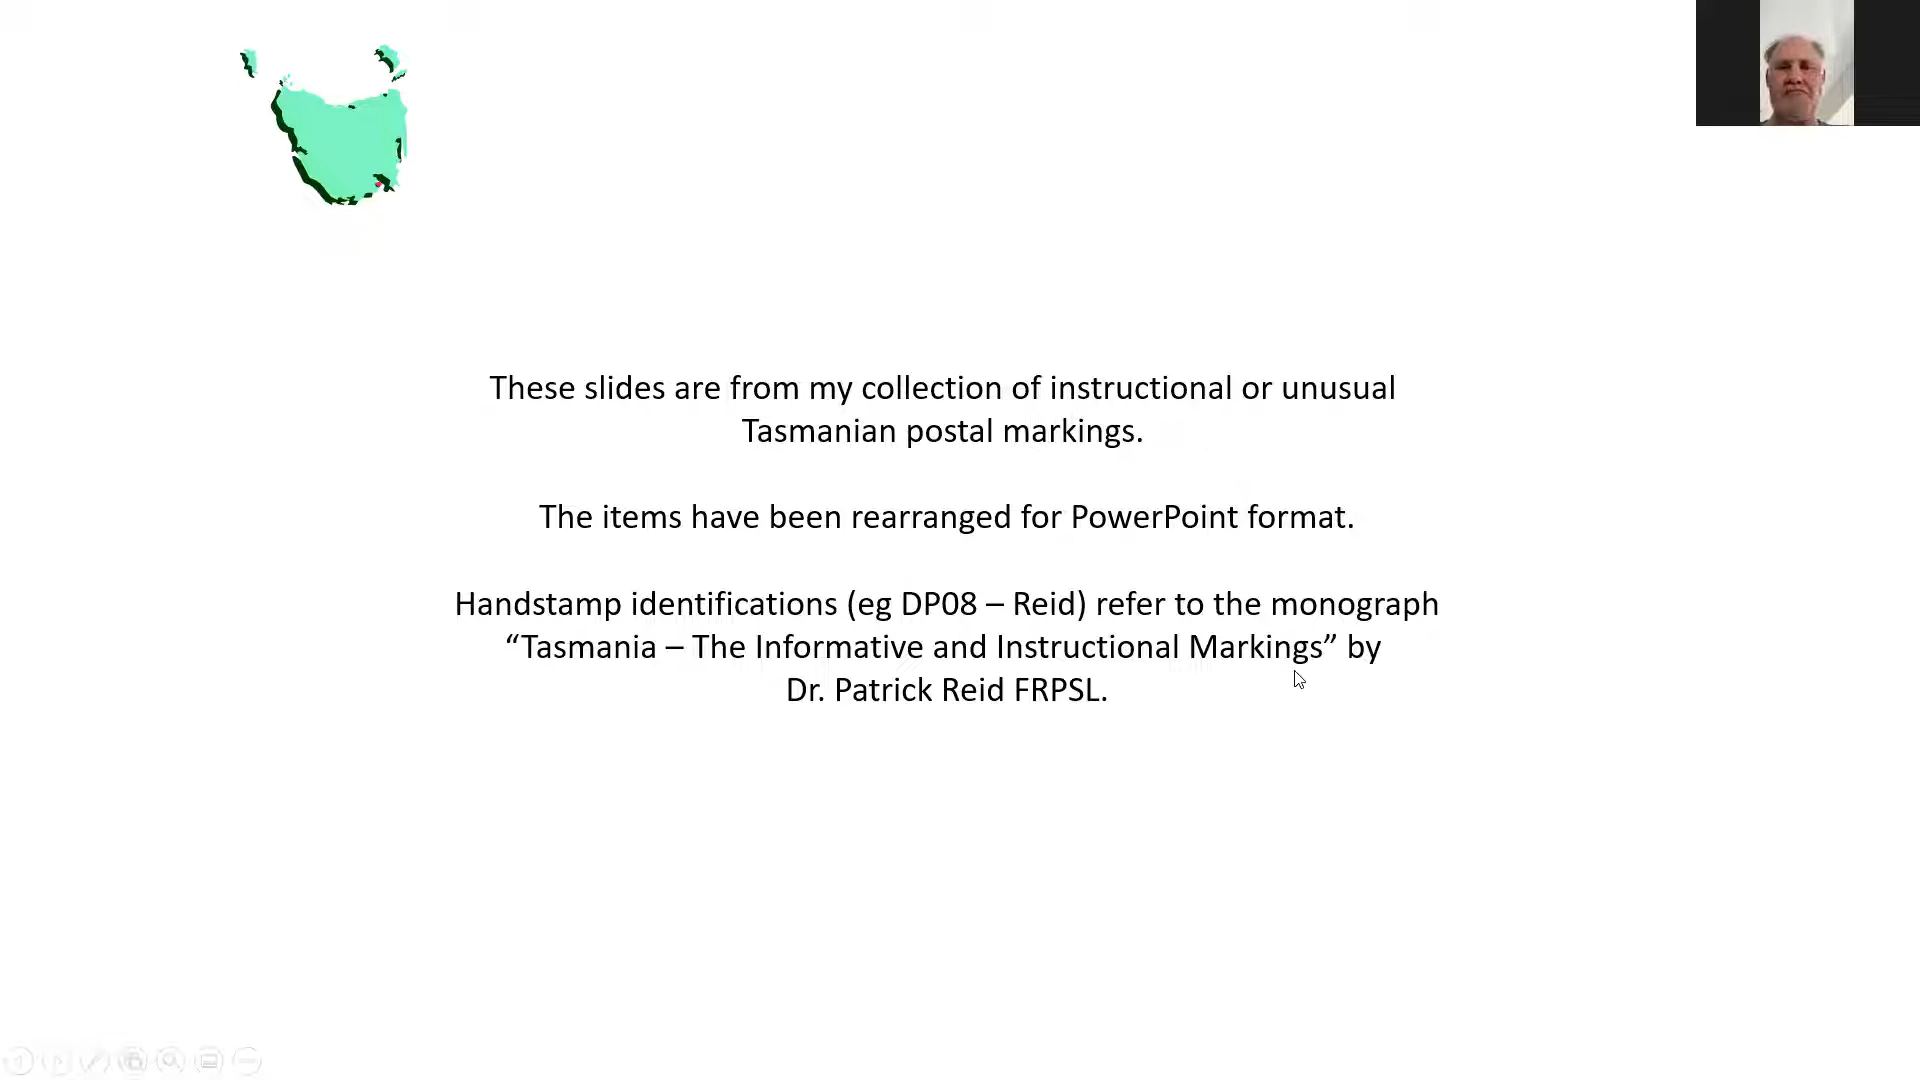 These slides are from my collection of instructional or unusual
Tasmanian postal markings.
The items have been rearranged for PowerPoint format.
Handstamp identifications (eg DP08 – Reid) refer to the monograph
“Tasmania – The Informative and Instructional Markings” by
Dr. Patrick Reid FRPSL.